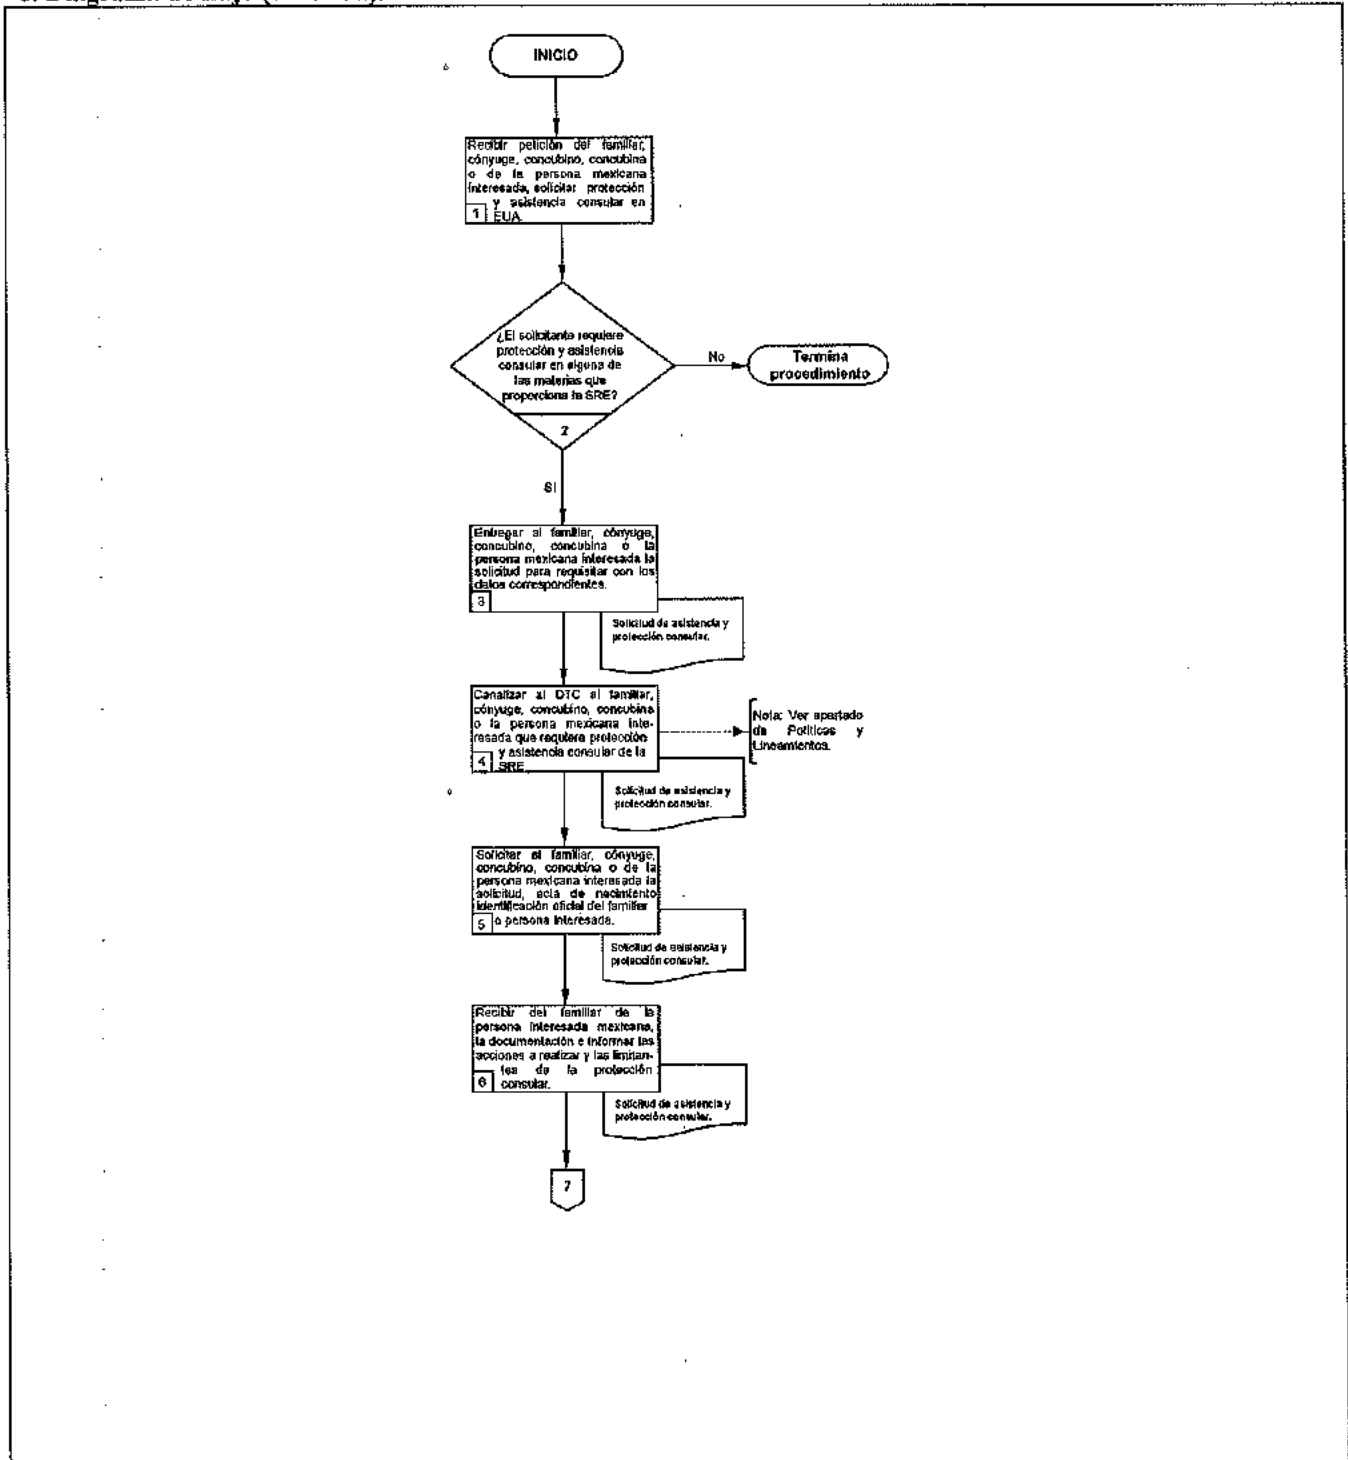 INICIO
Recibir petición del familiar,
cónyuge, concubino, concubina
o de la persona mexicana
interesada, solicitar protección
y asistencia consular en
1 EUA.
¿El solicitante requiere
protección y asistencia
consular en alguna de
las materias que
proporciona la SRE?
2
No
Termina
procedimiento
SI
Entregar al familiar, cónyuge,
concubino, concubina o la
persona mexicana interesada la
solicitud para requisitar con los
datos correspondientes.
3
Solicitud de asistencia y
protección consular.
Canalizar al DTC al familiar,
cónyuge, concubino, concubina
o la persona mexicana inte-
resada que requiera protección
y asistencia consular de la
4 SRE
Nota: Ver apartado
de Políticas y
Lineamientos.
Solicitud de asistencia y
protección consular.
Solicitar al familiar, cónyuge,
concubino, concubina o de la
persona mexicana interesada la
solicitud, acta de nacimiento
identificación oficial del familiar
5 o persona interesada.
Solicitud de asistencia y
protección consular.
Recibir del familiar de la
persona interesada mexicana,
la documentación e informar las
acciones a realizar y las limitan-
tes de la protección
6 consular.
Solicitud de asistencia y
protección consular.
7